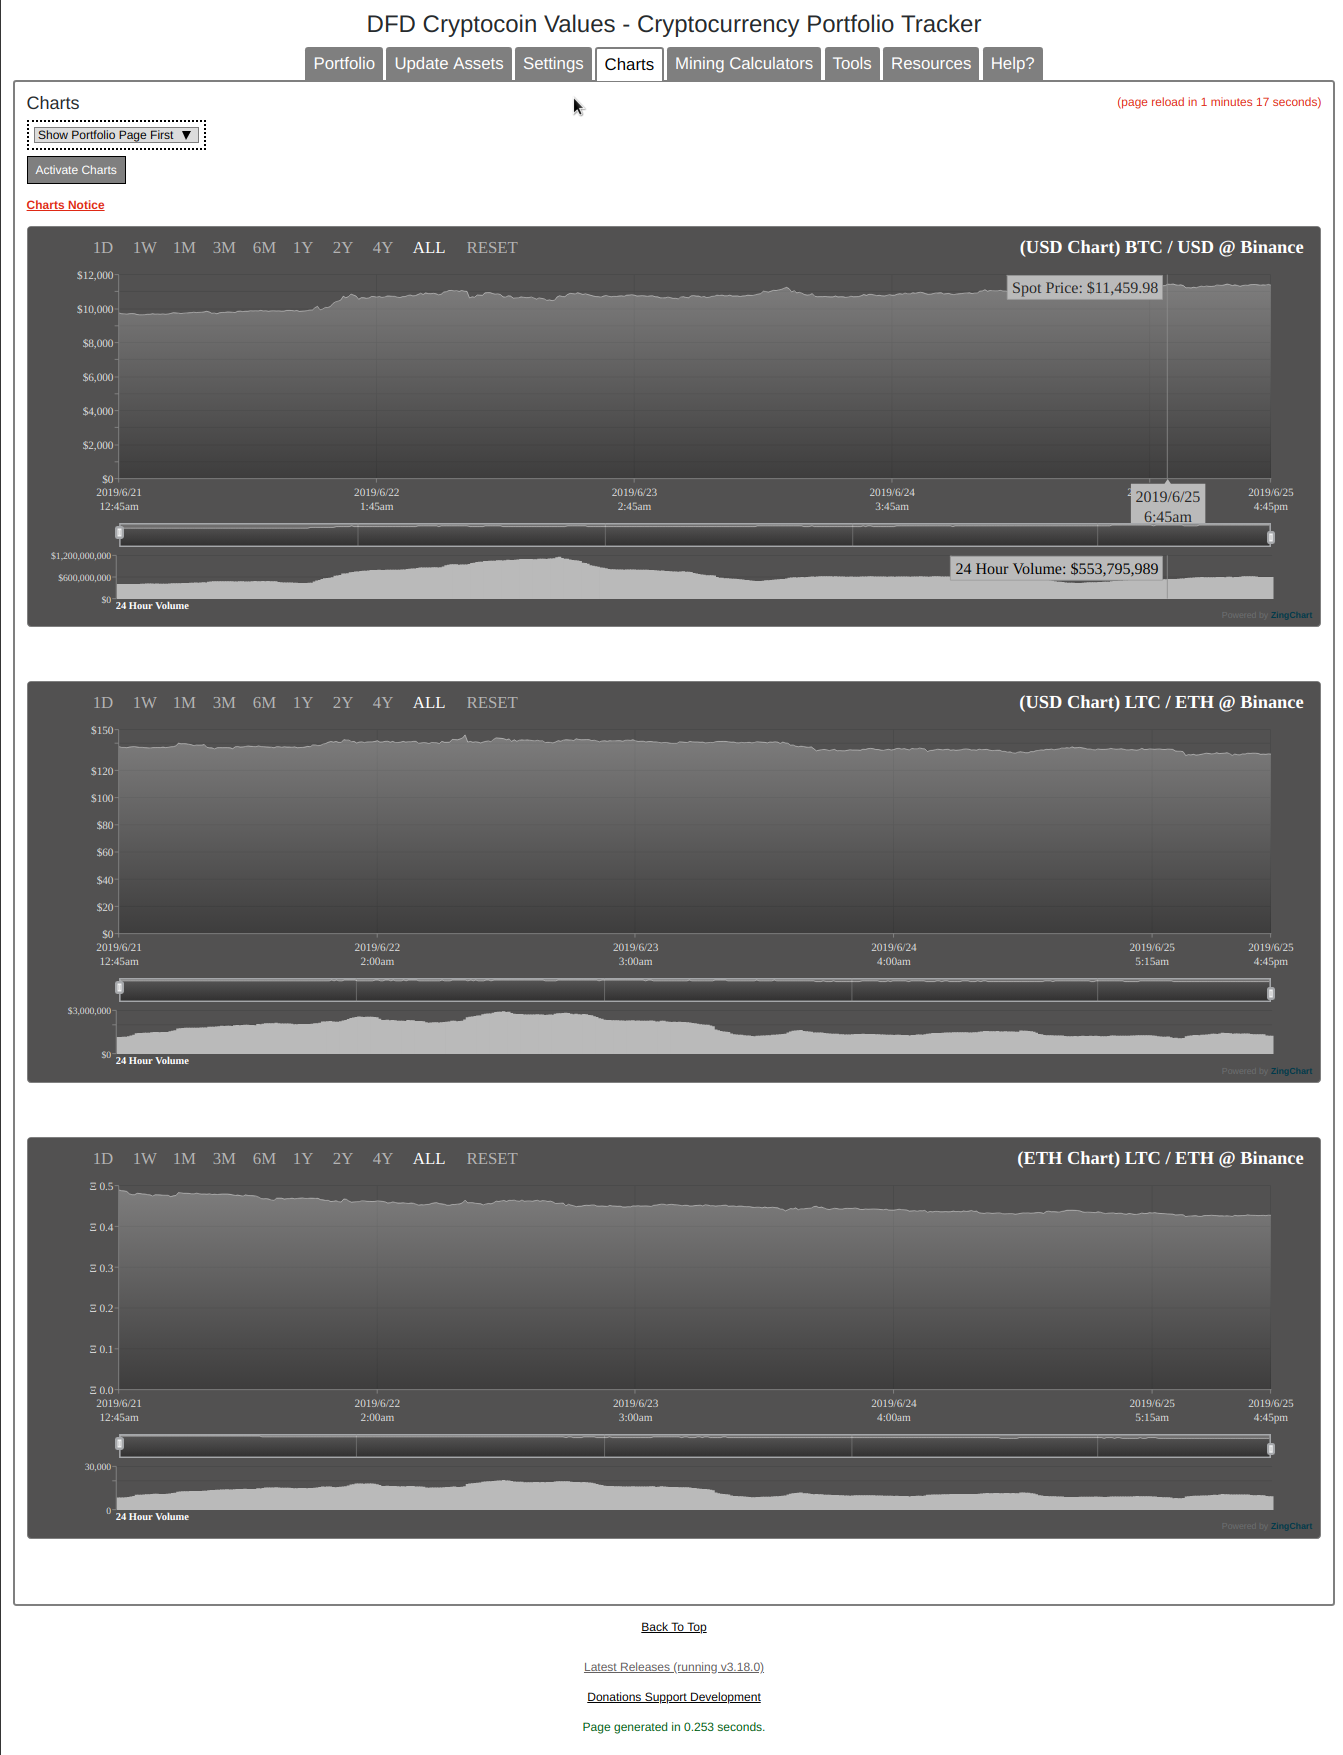 DFD Cryptocoin Values - Cryptocurrency Portfolio Tracker
Portfolio Update Assets Settings Charts Mining Calculators Tools Resources Help?
Charts
(page reload in 1 minutes 17 seconds)
Show Portfolio Page First ▼
Activate Charts
Charts Notice
1D 1W 1M 3M 6M 1Y 2Y 4Y ALL RESET
(USD Chart) BTC / USD @ Binance
$12,000
Spot Price: $11,459.98
$10,000
$8,000
$6,000
$4,000
$2,000
$0
2019/6/21 2019/6/22 2019/6/23 2019/6/24 2019/6/25 2019/6/25
12:45am 1:45am 2:45am 3:45am 6:45am 4:45pm
$1,200,000,000
24 Hour Volume: $553,795,989
$600,000,000
$0
24 Hour Volume
Powered by ZingChart
1D 1W 1M 3M 6M 1Y 2Y 4Y ALL RESET
(USD Chart) LTC / ETH @ Binance
$150
$120
$100
$80
$60
$40
$20
$0
2019/6/21 2019/6/22 2019/6/23 2019/6/24 2019/6/25 2019/6/25
12:45am 2:00am 3:00am 4:00am 5:15am 4:45pm
$3,000,000
$0
24 Hour Volume
Powered by ZingChart
1D 1W 1M 3M 6M 1Y 2Y 4Y ALL RESET
(ETH Chart) LTC / ETH @ Binance
Ξ 0.5
Ξ 0.4
Ξ 0.3
Ξ 0.2
Ξ 0.1
Ξ 0.0
2019/6/21 2019/6/22 2019/6/23 2019/6/24 2019/6/25 2019/6/25
12:45am 2:00am 3:00am 4:00am 5:15am 4:45pm
30,000
0
24 Hour Volume
Powered by ZingChart
Back To Top
Latest Releases (running v3.18.0)
Donations Support Development
Page generated in 0.253 seconds.